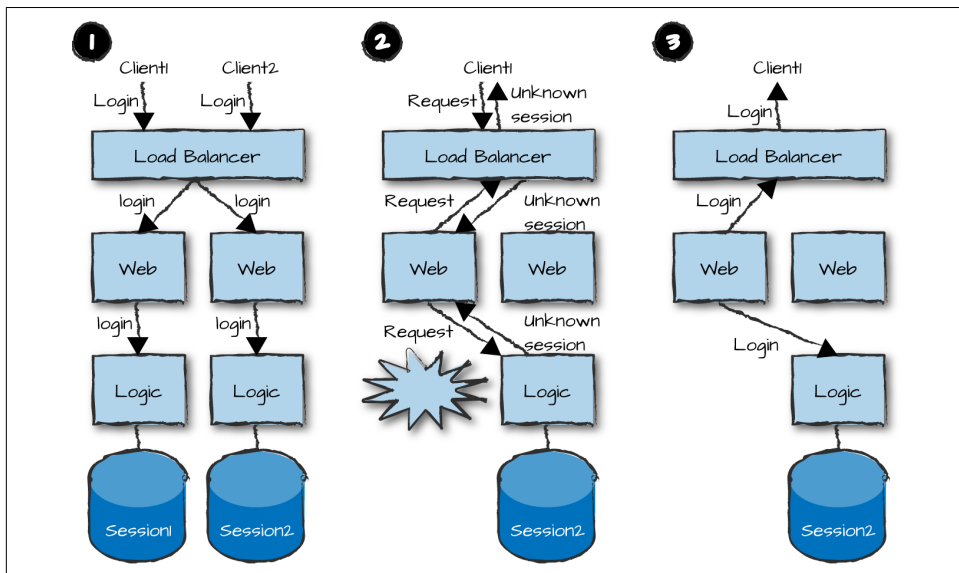 1
2
3
Client1
Client2
Login
Login
Load Balancer
login
login
Web
Web
login
login
Logic
Logic
Session1
Session2
Client1
Request
Unknown
session
Load Balancer
Request
Unknown
session
Web
Web
Request
Unknown
session
Logic
Session2
Client1
Login
Load Balancer
Login
Web
Web
Login
Logic
Session2